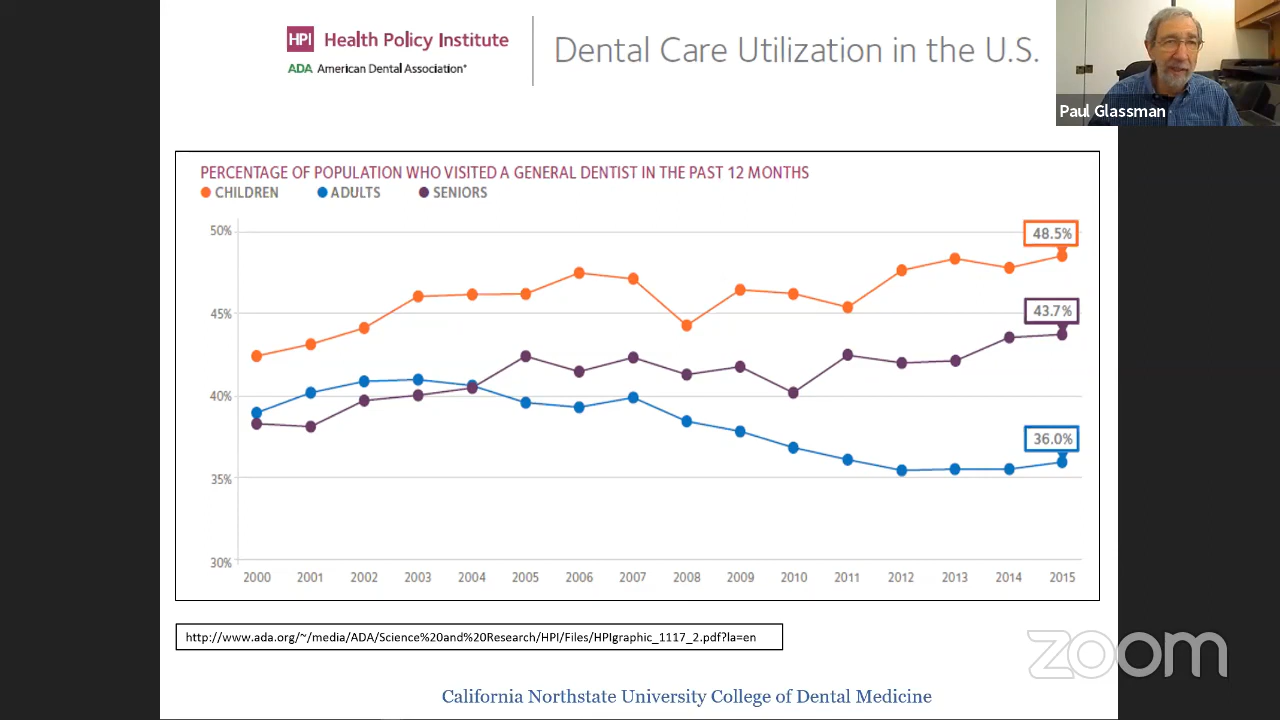 HPI Health Policy Institute
ADA American Dental Association*
Dental Care Utilization in the U.S.
Paul Glassman
PERCENTAGE OF POPULATION WHO VISITED A GENERAL DENTIST IN THE PAST 12 MONTHS
CHILDREN ADULTS SENIORS
50%
48.5%
45%
43.7%
40%
36.0%
35%
30%
2000 2001 2002 2003 2004 2005 2006 2007 2008 2009 2010 2011 2012 2013 2014 2015
http://www.ada.org/~/media/ADA/Science%20and%20Research/HPI/Files/HPIgraphic_1117_2.pdf?la=en
zoom
California Northstate University College of Dental Medicine